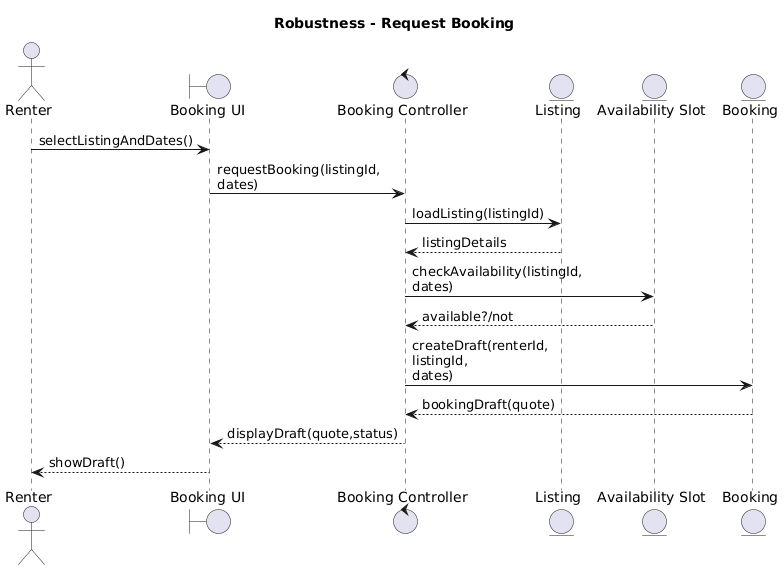 Robustness - Request Booking
Renter
Booking UI
Booking Controller
Listing
Availability Slot
Booking
selectListingAndDates()
requestBooking(listingId,
dates)
loadListing(listingId)
listingDetails
checkAvailability(listingId,
dates)
available?/not
createDraft(renterId,
listingId,
dates)
bookingDraft(quote)
displayDraft(quote,status)
showDraft()
Renter
Booking UI
Booking Controller
Listing
Availability Slot
Booking